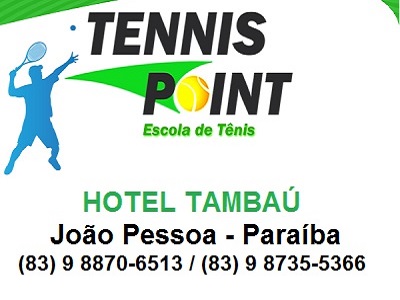 TENNIS
POINT
Escola de Tênis
HOTEL TAMBAÚ
João Pessoa - Paraíba
(83) 9 8870-6513 / (83) 9 8735-5366